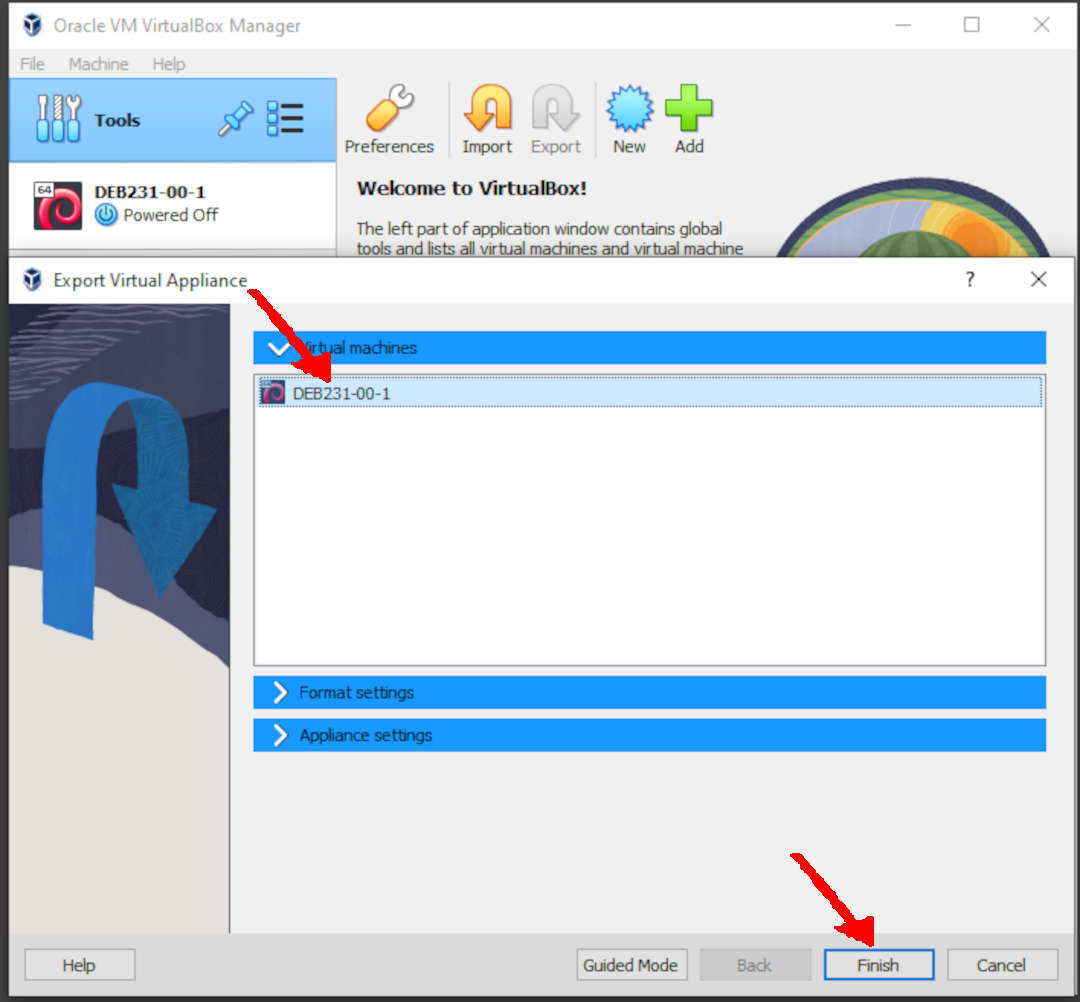 Oracle VM VirtualBox Manager
File Machine Help
Tools
Preferences Import Export New Add
64
DEB231-00-1
Powered Off
Welcome to VirtualBox!
The left part of application window contains global
tools and lists all virtual machines and virtual machine
Export Virtual Appliance
?
Virtual machines
DEB231-00-1
Format settings
Appliance settings
Help Guided Mode Back Finish Cancel